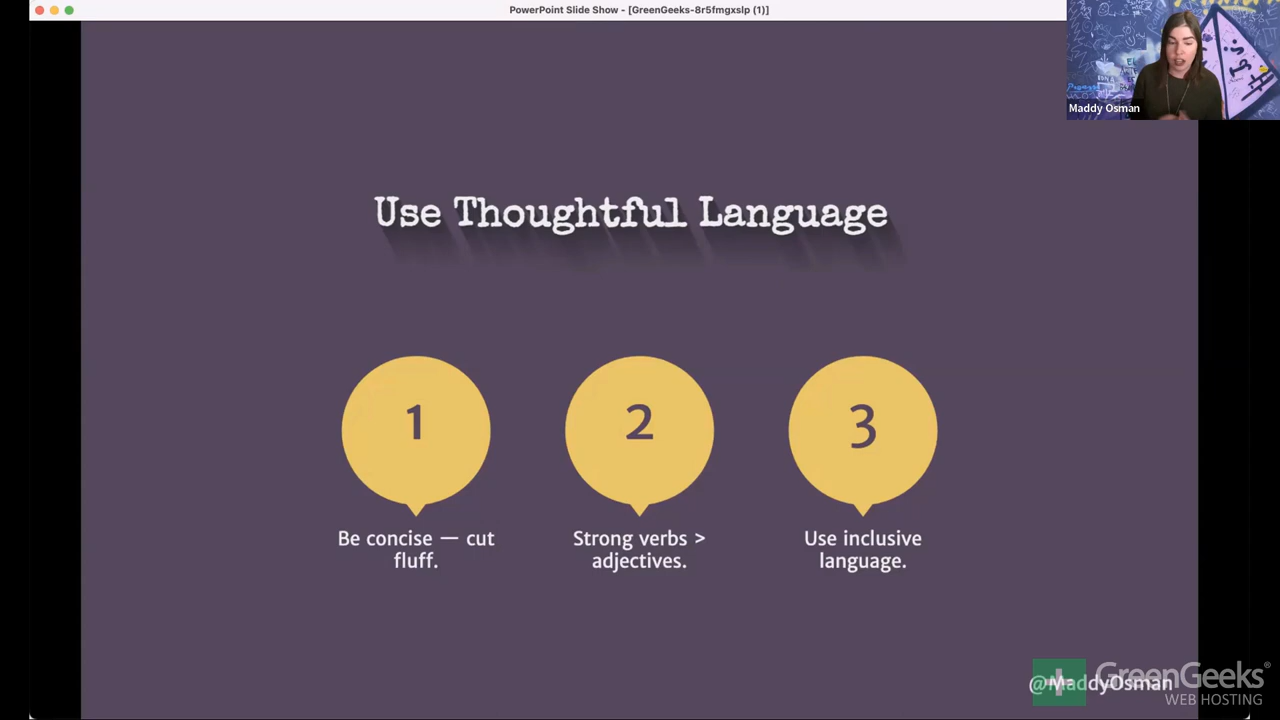 PowerPoint Slide Show - [GreenGeeks-8r5fmgxslp (1)]
Maddy Osman
Use Thoughtful Language
1
2
3
Be concise — cut
fluff.
Strong verbs >
adjectives.
Use inclusive
language.
@MaddyOsman
GreenGeeks®
WEB HOSTING